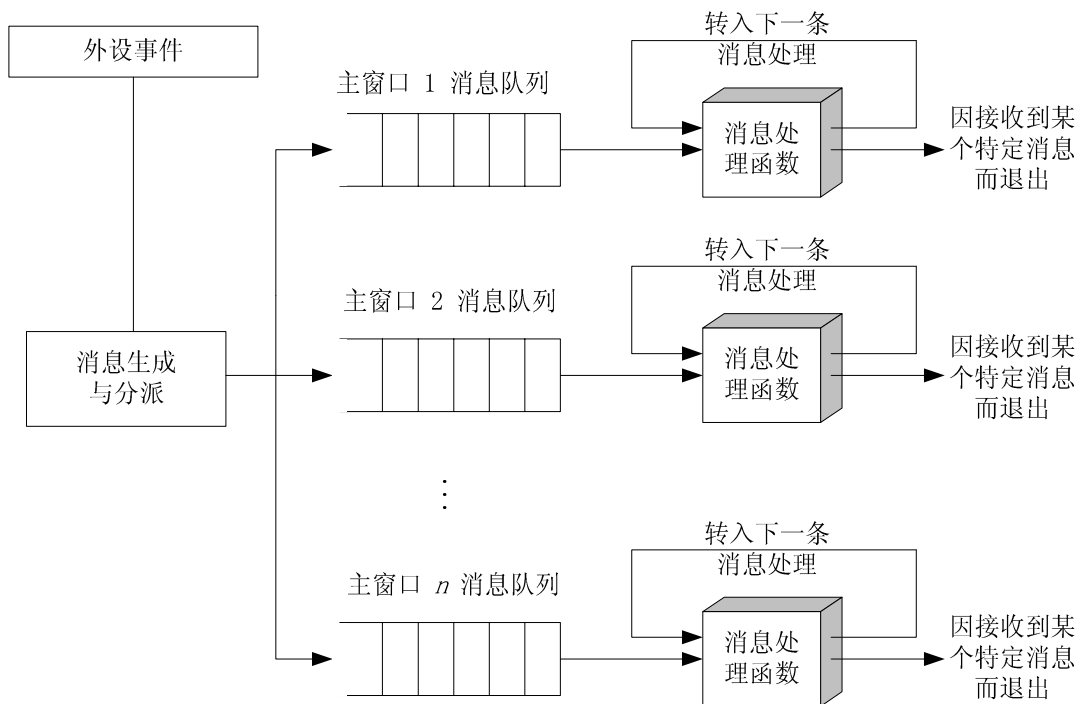 外设事件
消息生成
与分派
主窗口 1 消息队列
转入下一条
消息处理
消息处
理函数
因接收到某
个特定消息
而退出
主窗口 2 消息队列
转入下一条
消息处理
消息处
理函数
因接收到某
个特定消息
而退出
⋮
主窗口 n 消息队列
转入下一条
消息处理
消息处
理函数
因接收到某
个特定消息
而退出